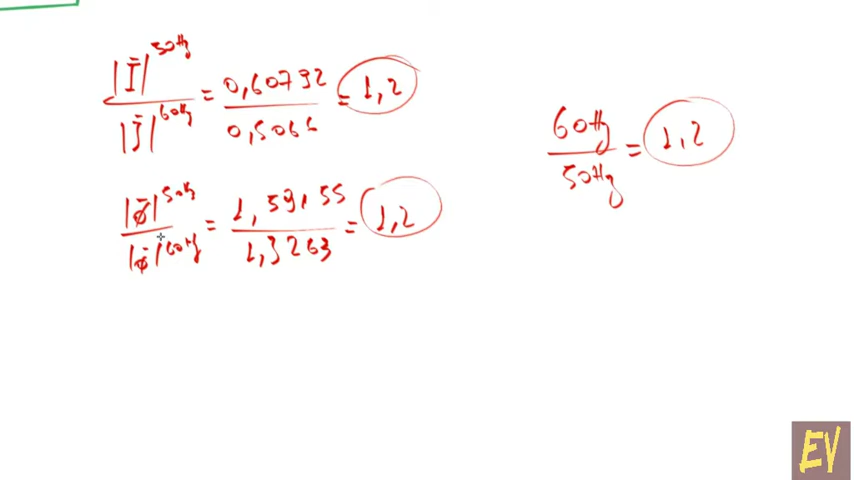 |Ī|^50Hz / |Ī|^60Hz = 0,60792 / 0,5066 = 1,2
60Hz / 50Hz = 1,2
|ϕ̄|^50Hz / |ϕ̄|^60Hz = 1,59155 / 1,3263 = 1,2
EV